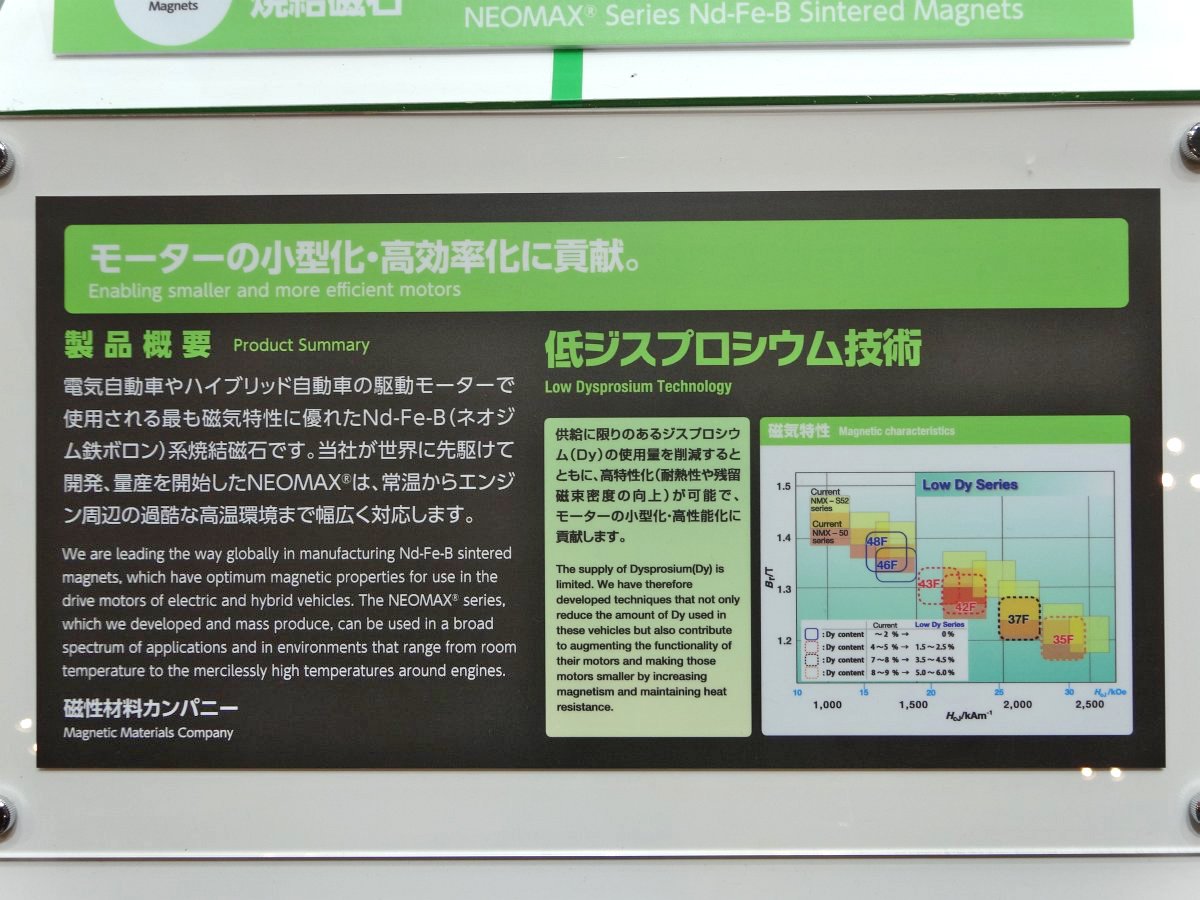 Magnets
焼結磁石
NEOMAX® Series Nd-Fe-B Sintered Magnets
モーターの小型化・高効率化に貢献。
Enabling smaller and more efficient motors
製品概要 Product Summary
電気自動車やハイブリッド自動車の駆動モーターで
使用される最も磁気特性に優れたNd-Fe-B（ネオジ
ム鉄ボロン）系焼結磁石です。当社が世界に先駆けて
開発、量産を開始したNEOMAX®は、常温からエンジ
ン周辺の過酷な高温環境まで幅広く対応します。
We are leading the way globally in manufacturing Nd-Fe-B sintered
magnets, which have optimum magnetic properties for use in the
drive motors of electric and hybrid vehicles. The NEOMAX® series,
which we developed and mass produce, can be used in a broad
spectrum of applications and in environments that range from room
temperature to the mercilessly high temperatures around engines.
磁性材料カンパニー
Magnetic Materials Company
低ジスプロシウム技術
Low Dysprosium Technology
供給に限りのあるジスプロシウ
ム（Dy）の使用量を削減すると
ともに、高特性化（耐熱性や残留
磁束密度の向上）が可能で、
モーターの小型化・高性能化に
貢献します。
The supply of Dysprosium(Dy) is
limited. We have therefore
developed techniques that not only
reduce the amount of Dy used in
these vehicles but also contribute
to augmenting the functionality of
their motors and making those
motors smaller by increasing
magnetism and maintaining heat
resistance.
磁気特性 Magnetic characteristics
Low Dy Series
Current
NMX－S52
series
Current
NMX－50
series
48F
46F
43F
42F
37F
35F
1.5
1.4
1.3
1.2
Br/T
Current Low Dy Series
: Dy content ～2 % → 0 %
: Dy content 4～5 % → 1.5～2.5 %
: Dy content 7～8 % → 3.5～4.5 %
: Dy content 8～9 % → 5.0～6.0 %
10 15 20 25 30 HcJ/kOe
1,000 1,500 2,000 2,500
HcJ/kAm-1